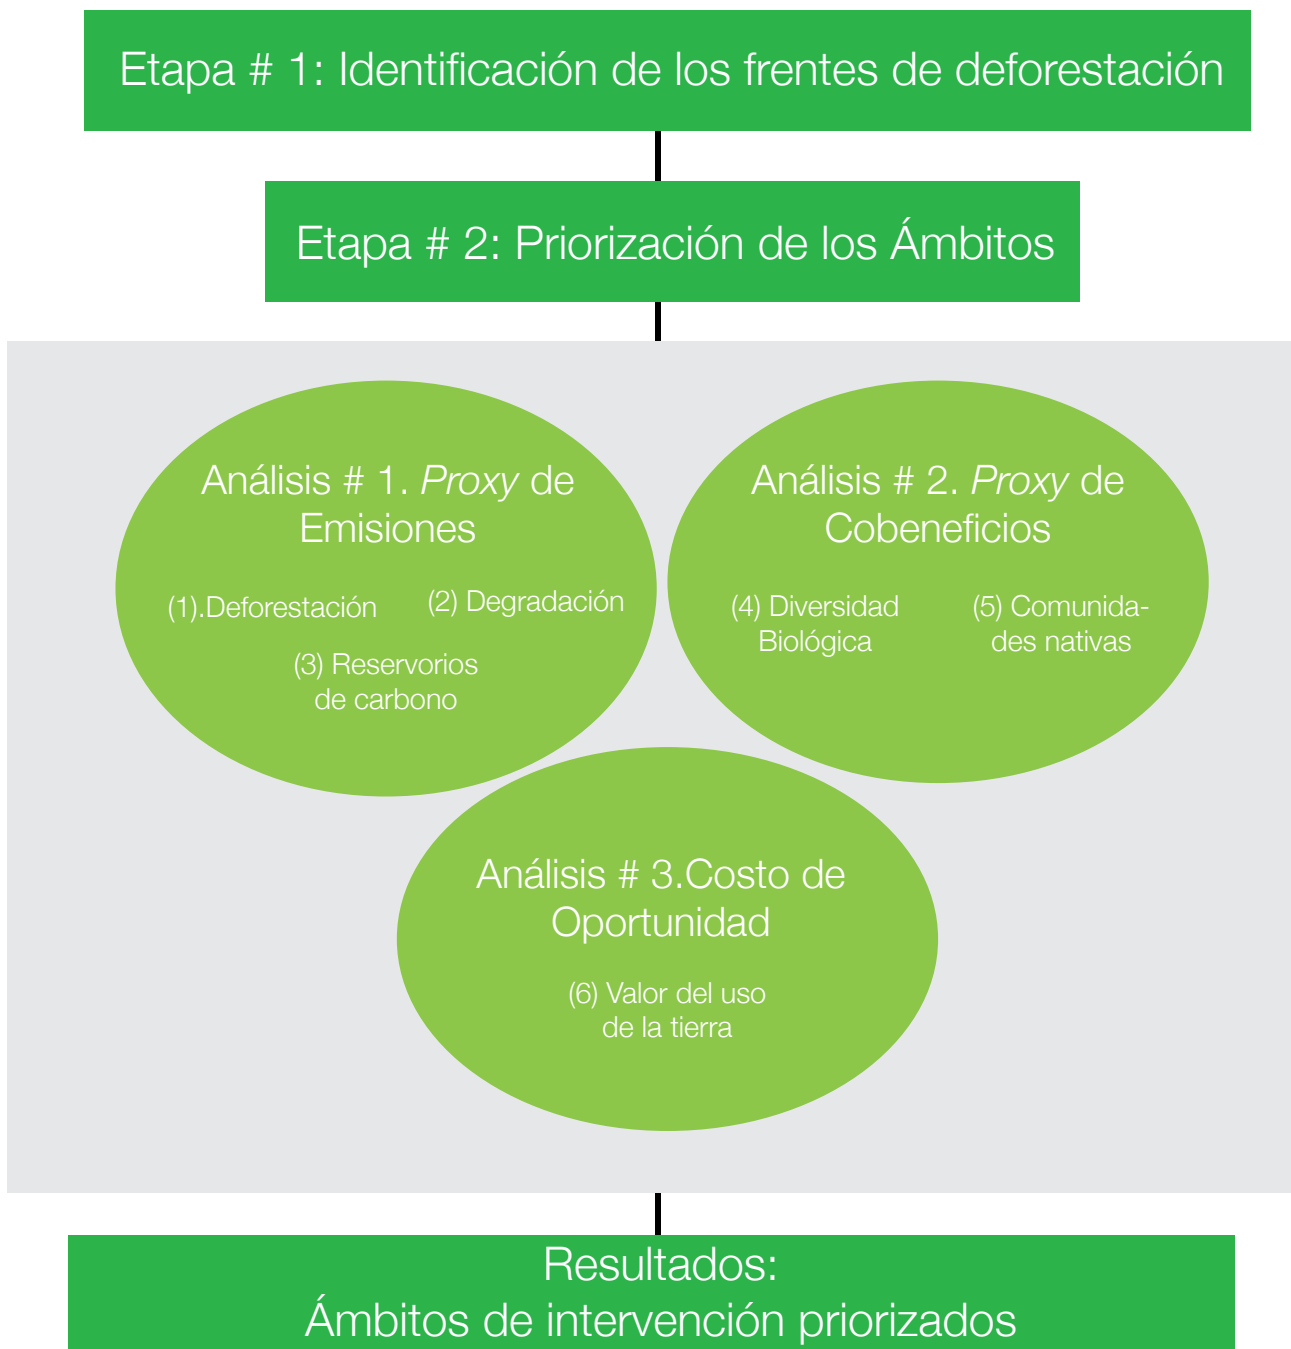 Etapa # 1: Identificación de los frentes de deforestación
Etapa # 2: Priorización de los Ámbitos
Análisis # 1. Proxy de
Emisiones
(1).Deforestación
(2) Degradación
(3) Reservorios
de carbono
Análisis # 2. Proxy de
Cobeneficios
(4) Diversidad
Biológica
(5) Comunida-
des nativas
Análisis # 3.Costo de
Oportunidad
(6) Valor del uso
de la tierra
Resultados:
Ámbitos de intervención priorizados